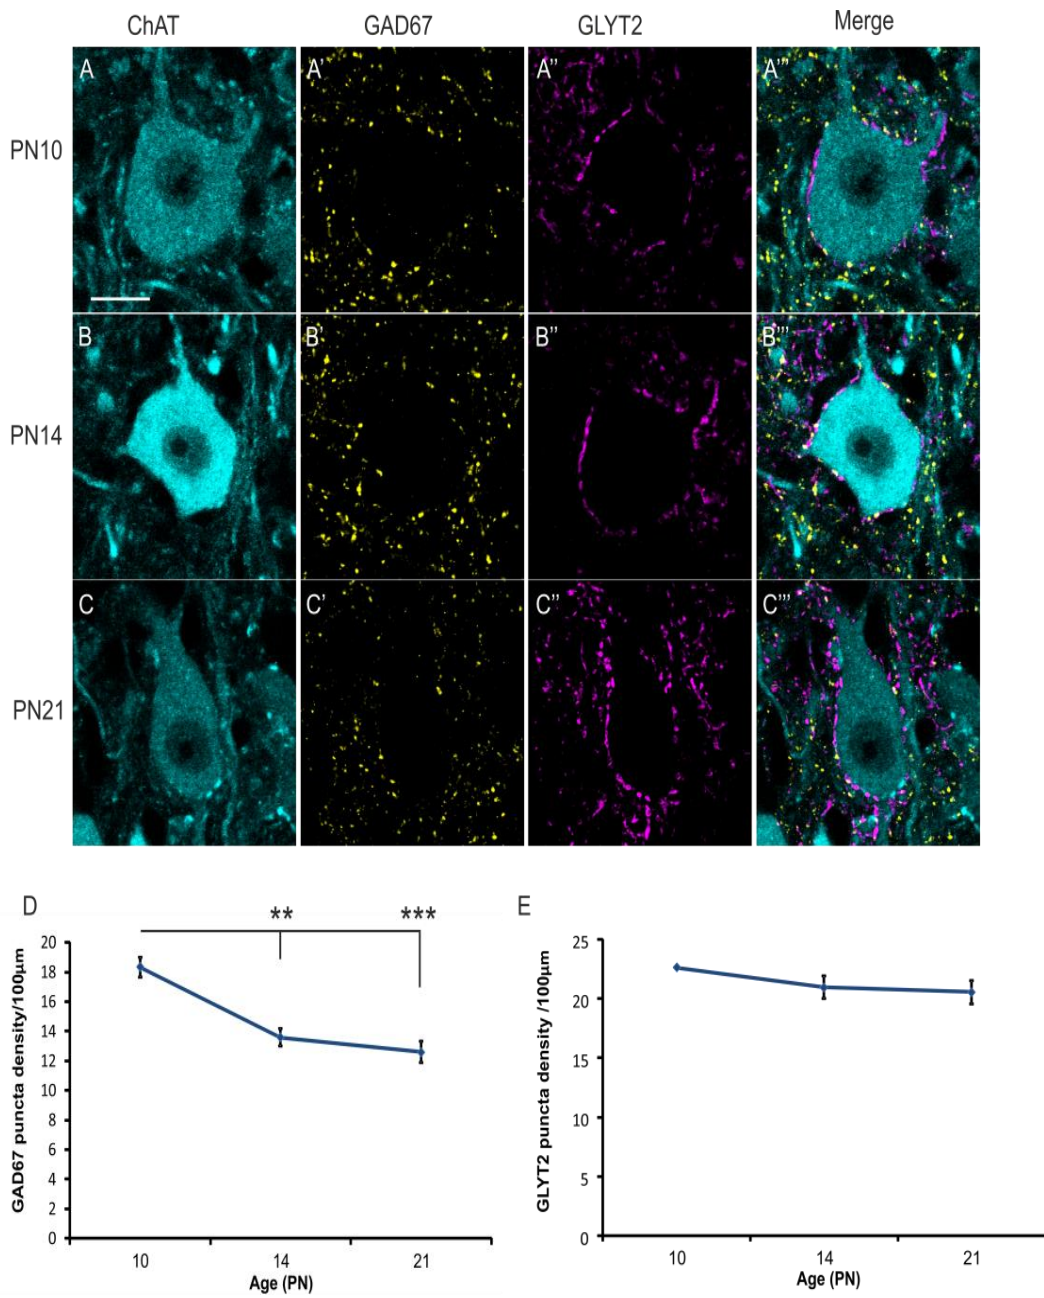 ChAT GAD67 GLYT2 Merge
PN10 A A' A'' A'''
PN14 B B' B'' B'''
PN21 C C' C'' C'''
D ** *** E
GAD67 puncta density/100µm
20
18
16
14
12
10
8
6
4
2
0
10 14 21
Age (PN)
GLYT2 puncta density /100µm
25
20
15
10
5
0
10 14 21
Age (PN)